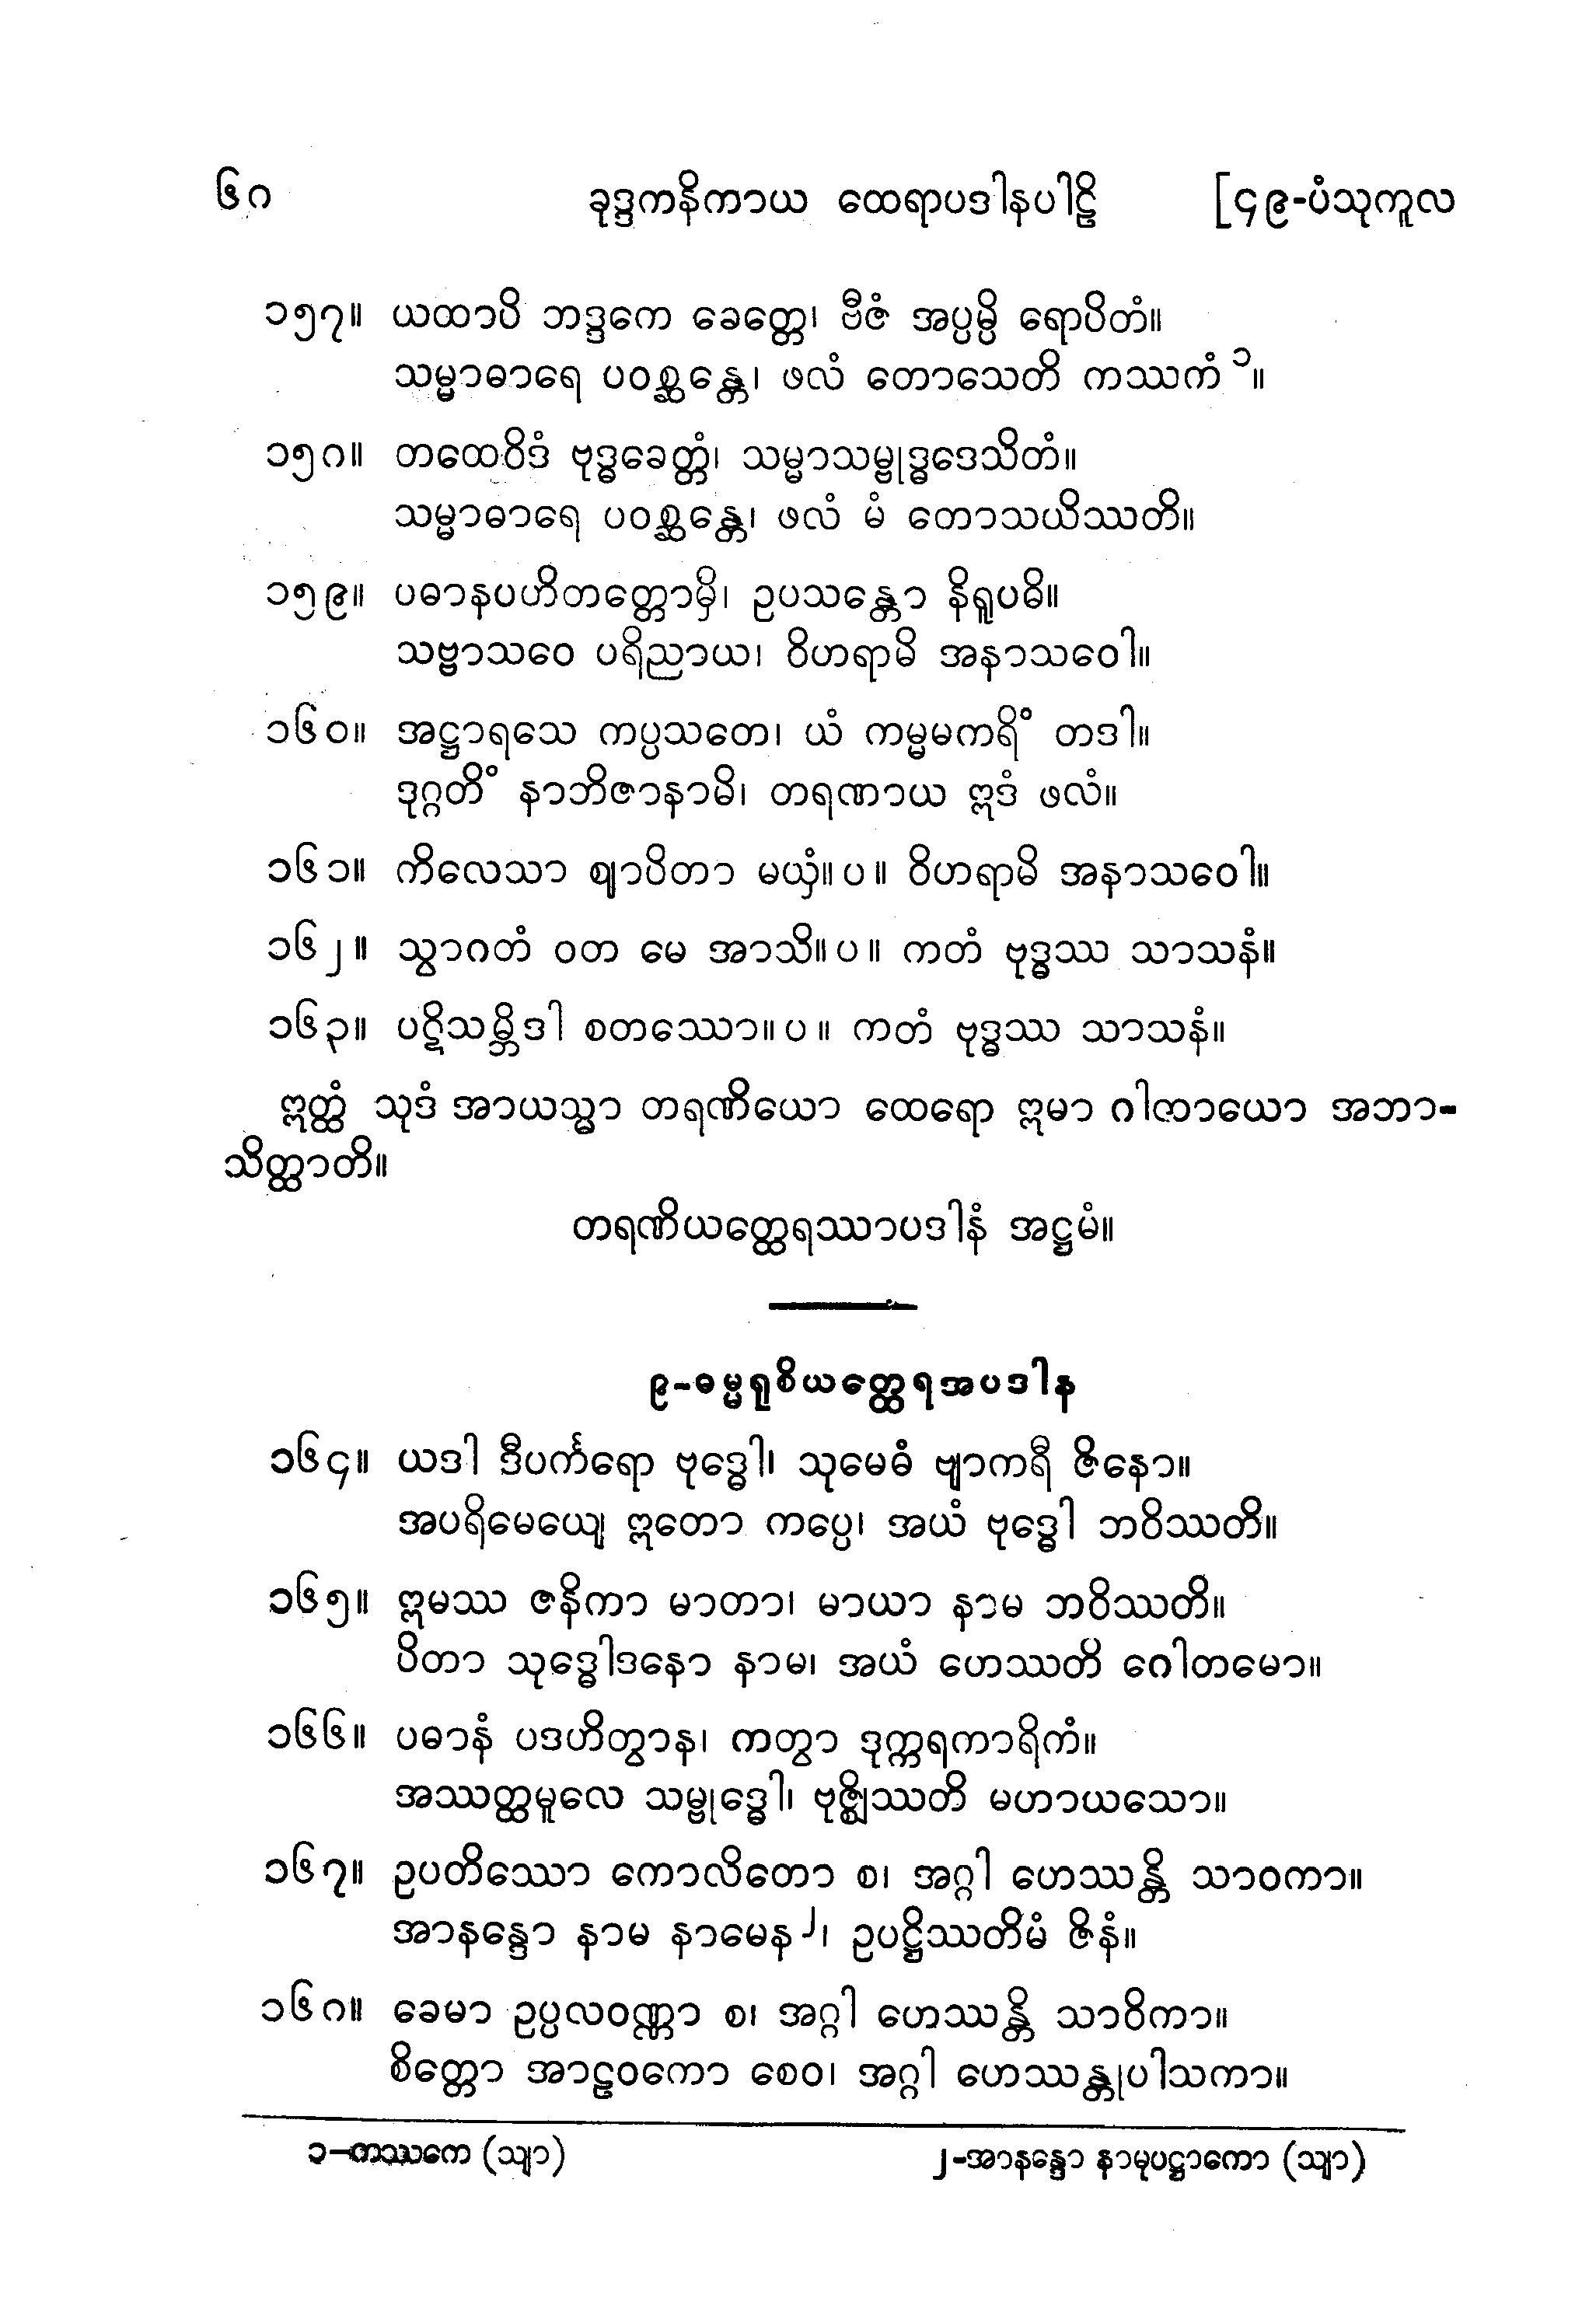 ၆၈ ခုဒ္ဒကနိကာယ ထေရာပဒါနပါဠိ [၄၉-ပံသုကူလ
၁၅၇။ ယထာပိ ဘဒ္ဒကေ ခေတ္တေ၊ ဗီဇံ အပ္ပမ္ပိ ရောပိတံ။
သမ္မာဓာရေ ပဝစ္ဆန္တေ၊ ဖလံ တောသေတိ ကဿကံ ၁။
၁၅၈။ တထေဝိဒံ ဗုဒ္ဓခေတ္တံ၊ သမ္မာသမ္ဗုဒ္ဓဒေသိတံ။
သမ္မာဓာရေ ပဝစ္ဆန္တေ၊ ဖလံ မံ တောသယိဿတိ။
၁၅၉။ ပဓာနပဟိတတ္တောမှိ၊ ဥပသန္တော နိရူပဓိ။
သဗ္ဗာသဝေ ပရိညာယ၊ ဝိဟရာမိ အနာသဝေါ။
၁၆၀။ အဋ္ဌာရသေ ကပ္ပသတေ၊ ယံ ကမ္မမကရိံ တဒါ။
ဒုဂ္ဂတိံ နာဘိဇာနာမိ၊ တရဏာယ ဣဒံ ဖလံ။
၁၆၁။ ကိလေသာ ဈာပိတာ မယှံ။ ပ။ ဝိဟရာမိ အနာသဝေါ။
၁၆၂။ သွာဂတံ ဝတ မေ အာသိ။ ပ။ ကတံ ဗုဒ္ဓဿ သာသနံ။
၁၆၃။ ပဋိသမ္ဘိဒါ စတဿော။ ပ။ ကတံ ဗုဒ္ဓဿ သာသနံ။
ဣတ္ထံ သုဒံ အာယသ္မာ တရဏိယော ထေရော ဣမာ ဂါထာယော အဘာ-
သိတ္ထာတိ။
တရဏိယတ္ထေရဿာပဒါနံ အဋ္ဌမံ။
၉-ဓမ္မရုစိယတ္ထေရအပဒါန
၁၆၄။ ယဒါ ဒီပင်္ကရော ဗုဒ္ဓေါ၊ သုမေဓံ ဗျာကရီ ဇိနော။
အပရိမေယျေ ဣတော ကပ္ပေ၊ အယံ ဗုဒ္ဓေါ ဘဝိဿတိ။
၁၆၅။ ဣမဿ ဇနိကာ မာတာ၊ မာယာ နာမ ဘဝိဿတိ။
ပိတာ သုဒ္ဓေါဒနော နာမ၊ အယံ ဟေဿတိ ဂေါတမော။
၁၆၆။ ပဓာနံ ပဒဟိတွာန၊ ကတွာ ဒုက္ကရကာရိကံ။
အဿတ္ထမူလေ သမ္ဗုဒ္ဓေါ၊ ဗုဇ္ဈိဿတိ မဟာယသော။
၁၆၇။ ဥပတိဿော ကောလိတော စ၊ အဂ္ဂါ ဟေဿန္တိ သာဝကာ။
အာနန္ဒော နာမ နာမေန ၂၊ ဥပဋ္ဌိဿတိမံ ဇိနံ။
၁၆၈။ ခေမာ ဥပ္ပလဝဏ္ဏာ စ၊ အဂ္ဂါ ဟေဿန္တိ သာဝိကာ။
စိတ္တော အာဠဝကော စေဝ၊ အဂ္ဂါ ဟေဿန္တုပါသကာ။
၁-ကဿကေ (သျာ) ၂-အာနန္ဒော နာမုပဋ္ဌာကော (သျာ)